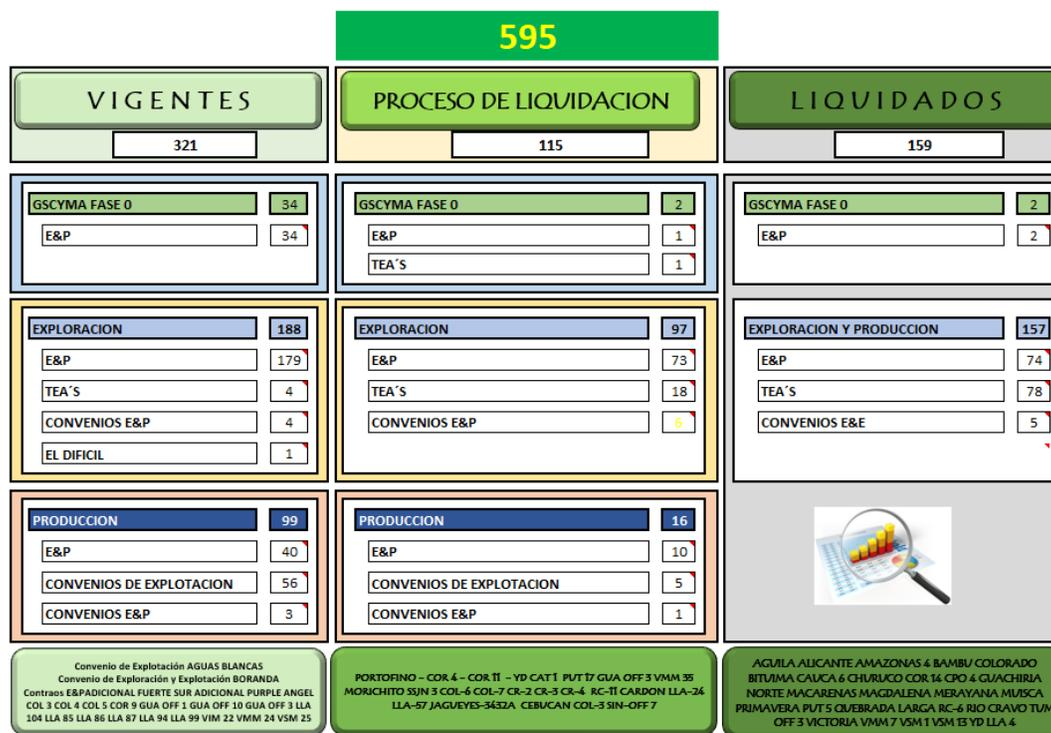 595
VIGENTES
321
PROCESO DE LIQUIDACION
115
LIQUIDADOS
159
GSCYMA FASE 0 34
E&P 34
GSCYMA FASE 0 2
E&P 1
TEA´S 1
GSCYMA FASE 0 2
E&P 2
EXPLORACION 188
E&P 179
TEA´S 4
CONVENIOS E&P 4
EL DIFICIL 1
EXPLORACION 97
E&P 73
TEA´S 18
CONVENIOS E&P 6
EXPLORACION Y PRODUCCION 157
E&P 74
TEA´S 78
CONVENIOS E&E 5
PRODUCCION 99
E&P 40
CONVENIOS DE EXPLOTACION 56
CONVENIOS E&P 3
PRODUCCION 16
E&P 10
CONVENIOS DE EXPLOTACION 5
CONVENIOS E&P 1
Convenio de Explotación AGUAS BLANCAS
Convenio de Exploración y Explotación BORANDA
Contraos E&PADICIONAL FUERTE SUR ADICIONAL PURPLE ANGEL
COL 3 COL 4 COL 5 COR 9 GUA OFF 1 GUA OFF 10 GUA OFF 3 LLA
104 LLA 85 LLA 86 LLA 87 LLA 94 LLA 99 VIM 22 VMM 24 VSM 25
PORTOFINO – COR 4 – COR 11 – YD CAT 1 PUT 17 GUA OFF 3 VMM 35
MORICHITO SSJN 3 COL-6 COL-7 CR-2 CR-3 CR-4 RC-11 CARDON LLA-24
LLA-57 JAGUEYES-3432A CEBUCAN COL-3 SIN-OFF 7
AGUILA ALICANTE AMAZONAS 4 BAMBU COLORADO
BITUIMA CAUCA 6 CHURUCO COR 14 CPO 4 GUACHIRIA
NORTE MACARENAS MAGDALENA MERAYANA MUISCA
PRIMAVERA PUT 5 QUEBRADA LARGA RC-6 RIO CRAVO TUM
OFF 3 VICTORIA VMM 7 VSM 1 VSM 13 YD LLA 4